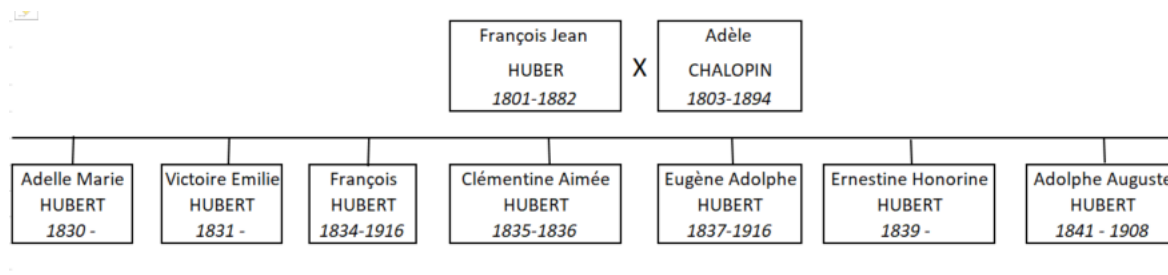 François Jean
HUBER
1801-1882
X
Adèle
CHALOPIN
1803-1894
Adelle Marie
HUBERT
1830 -
Victoire Emilie
HUBERT
1831 -
François
HUBERT
1834-1916
Clémentine Aimée
HUBERT
1835-1836
Eugène Adolphe
HUBERT
1837-1916
Ernestine Honorine
HUBERT
1839 -
Adolphe Auguste
HUBERT
1841 - 1908